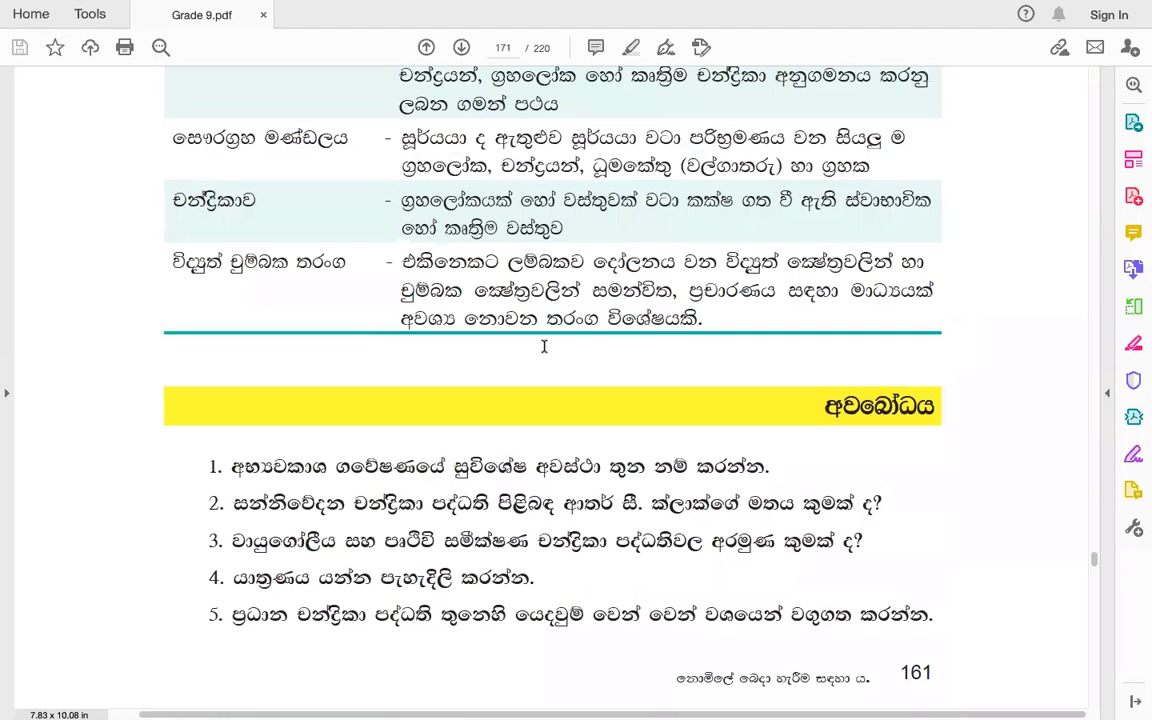 Home Tools Grade 9.pdf × Sign In
171 / 220
චන්ද්‍රයන්, ග්‍රහලෝක හෝ කෘත්‍රිම චන්ද්‍රිකා අනුගමනය කරනු
ලබන ගමන් පථය
සෞරග්‍රහ මණ්ඩලය - සූර්යයා ද ඇතුළුව සූර්යයා වටා පරිභ්‍රමණය වන සියලු ම
ග්‍රහලෝක, චන්ද්‍රයන්, ධූමකේතු (වල්ගාතරු) හා ග්‍රහක
චන්ද්‍රිකාව - ග්‍රහලෝකයක් හෝ වස්තුවක් වටා කක්ෂ ගත වී ඇති ස්වාභාවික
හෝ කෘත්‍රිම වස්තුව
විද්‍යුත් චුම්බක තරංග - එකිනෙකට ලම්බකව දෝලනය වන විද්‍යුත් ක්‍ෂේත්‍රවලින් හා
චුම්බක ක්‍ෂේත්‍රවලින් සමන්විත, ප්‍රචාරණය සඳහා මාධ්‍යයක්
අවශ්‍ය නොවන තරංග විශේෂයකි.
අවබෝධය
1. අභ්‍යවකාශ ගවේෂණයේ සුවිශේෂ අවස්ථා තුන නම් කරන්න.
2. සන්නිවේදන චන්ද්‍රිකා පද්ධති පිළිබඳ ආතර් සී. ක්ලාක්ගේ මතය කුමක් ද?
3. වායුගෝලීය සහ පෘථිවි සමීක්ෂණ චන්ද්‍රිකා පද්ධතිවල අරමුණ කුමක් ද?
4. යාත්‍රණය යන්න පැහැදිලි කරන්න.
5. ප්‍රධාන චන්ද්‍රිකා පද්ධති තුනෙහි යෙදවුම් වෙන් වෙන් වශයෙන් වගුගත කරන්න.
නොමිලේ බෙදා හැරීම සඳහා ය. 161
7.83 x 10.08 in